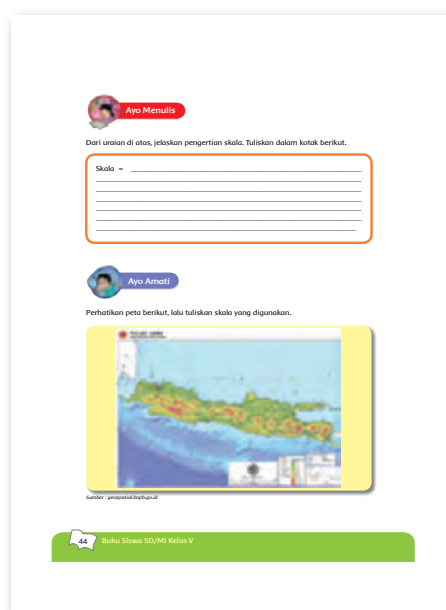 Ayo Menulis
Dari uraian di atas, jelaskan pengertian skala. Tuliskan dalam kotak berikut.
Skala =
Ayo Amati
Perhatikan peta berikut, lalu tuliskan skala yang digunakan.
Sumber : geospasial.bnpb.go.id
44 Buku Siswa SD/MI Kelas V